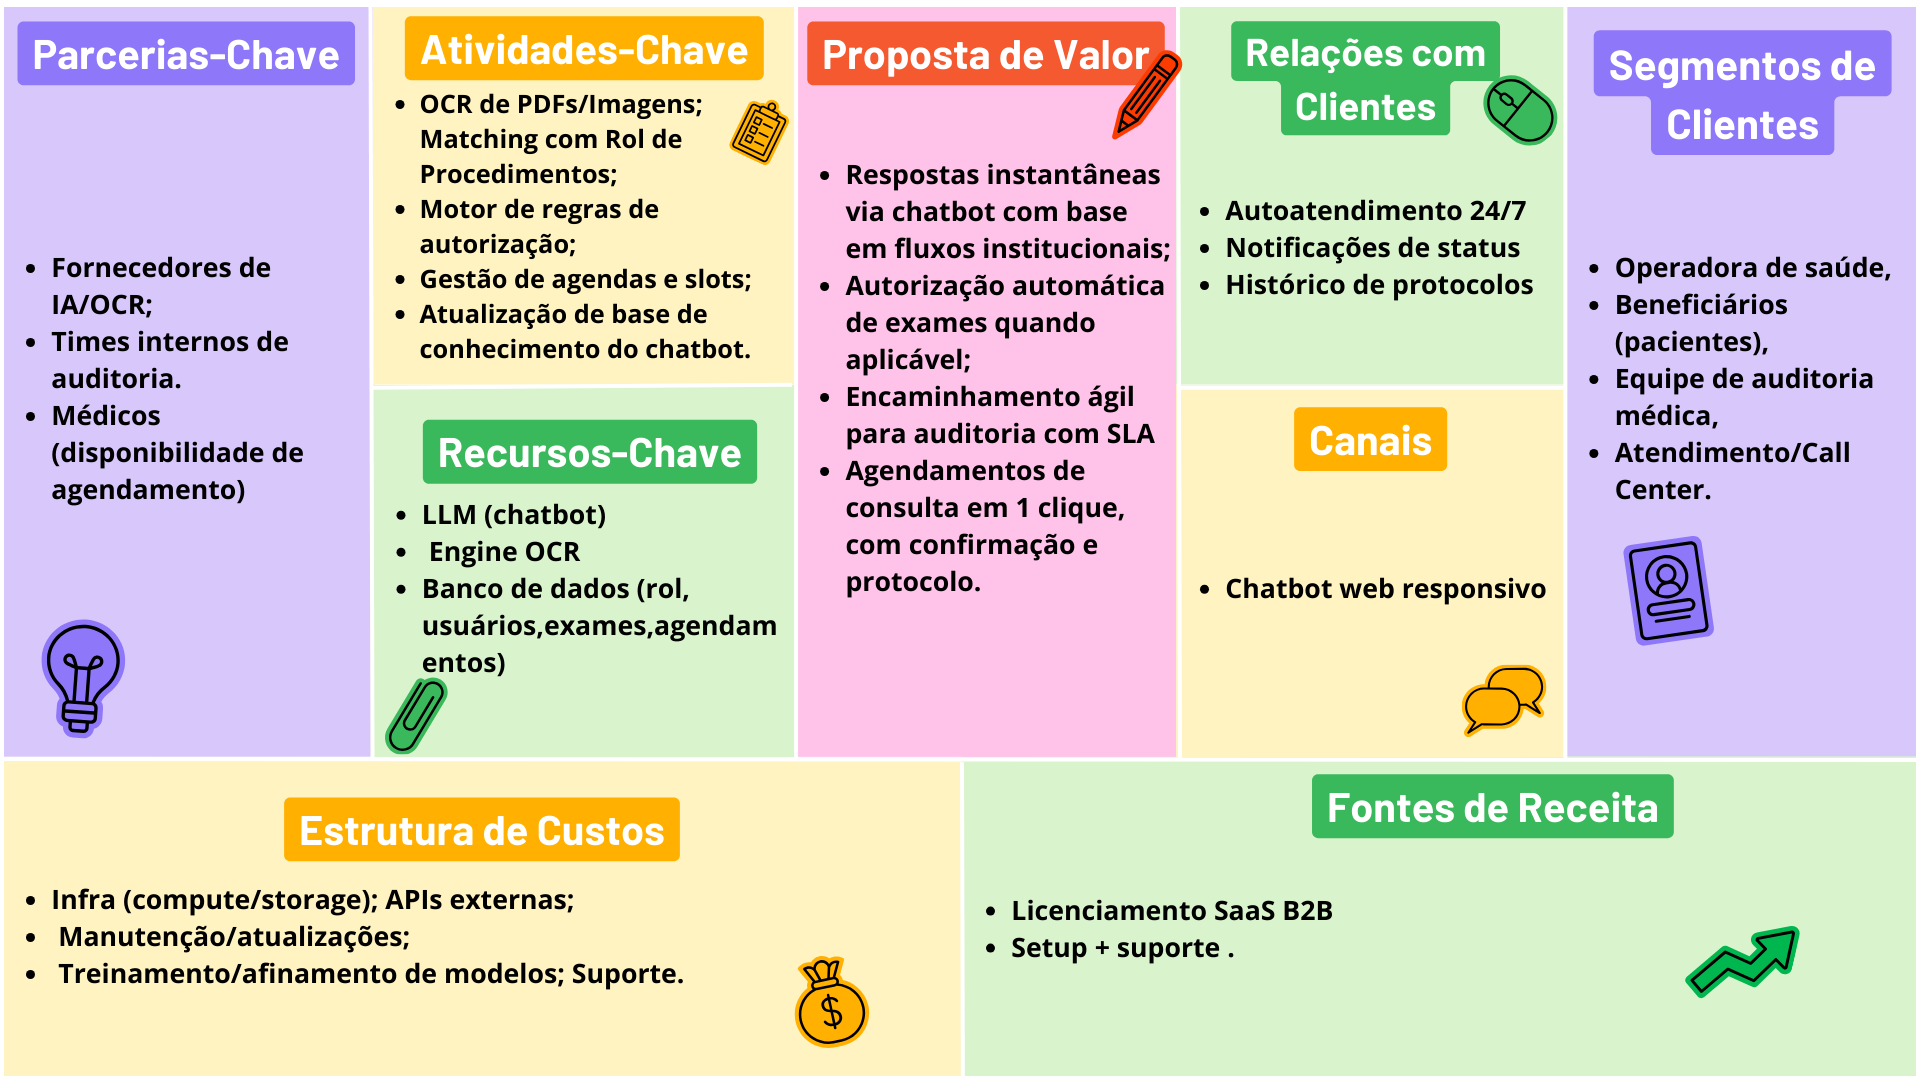 Parcerias-Chave
• Fornecedores de
IA/OCR;
• Times internos de
auditoria.
• Médicos
(disponibilidade de
agendamento)
Atividades-Chave
• OCR de PDFs/Imagens;
Matching com Rol de
Procedimentos;
• Motor de regras de
autorização;
• Gestão de agendas e slots;
• Atualização de base de
conhecimento do chatbot.
Recursos-Chave
• LLM (chatbot)
• Engine OCR
• Banco de dados (rol,
usuários,exames,agendam
entos)
Proposta de Valor
• Respostas instantâneas
via chatbot com base
em fluxos institucionais;
• Autorização automática
de exames quando
aplicável;
• Encaminhamento ágil
para auditoria com SLA
• Agendamentos de
consulta em 1 clique,
com confirmação e
protocolo.
Relações com
Clientes
• Autoatendimento 24/7
• Notificações de status
• Histórico de protocolos
Canais
• Chatbot web responsivo
Segmentos de
Clientes
• Operadora de saúde,
• Beneficiários
(pacientes),
• Equipe de auditoria
médica,
• Atendimento/Call
Center.
Estrutura de Custos
• Infra (compute/storage); APIs externas;
• Manutenção/atualizações;
• Treinamento/afinamento de modelos; Suporte.
$
Fontes de Receita
• Licenciamento SaaS B2B
• Setup + suporte .